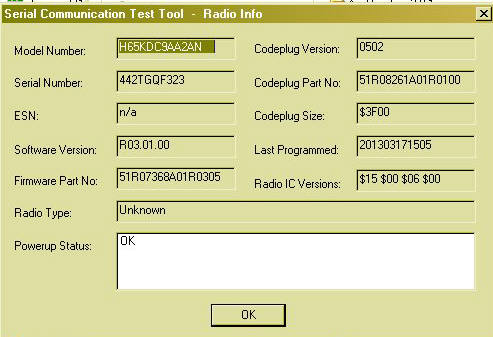 Serial Communication Test Tool - Radio Info
Model Number: H65KDC9AA2AN Codeplug Version: 0502
Serial Number: 442TGQF323 Codeplug Part No: 51R08261A01R0100
ESN: n/a Codeplug Size: $3F00
Software Version: R03.01.00 Last Programmed: 201303171505
Firmware Part No: 51R07368A01R0305 Radio IC Versions: $15 $00 $06 $00
Radio Type: Unknown
Powerup Status: OK
OK